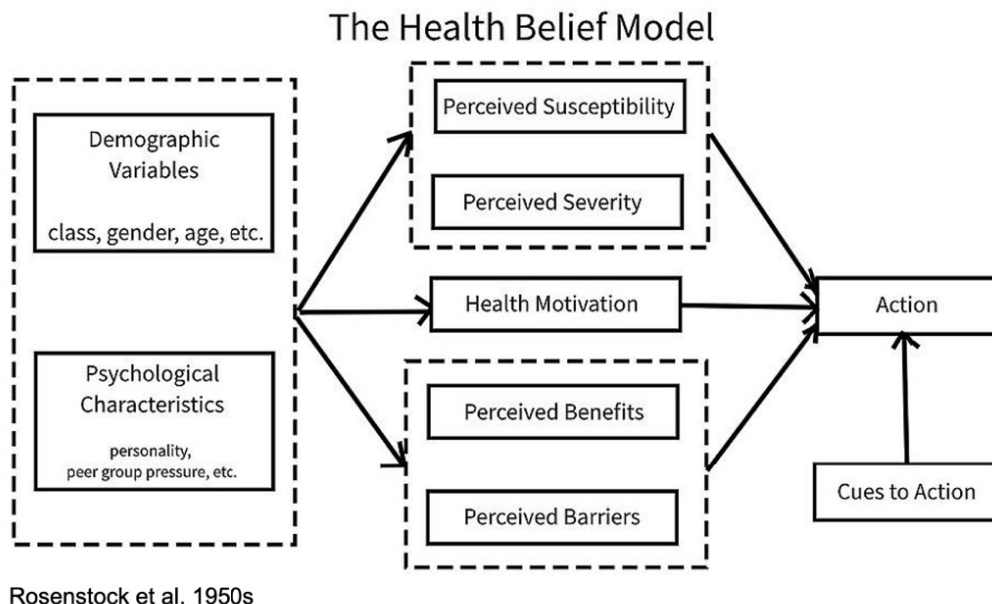 The Health Belief Model
Demographic
Variables
class, gender, age, etc.
Psychological
Characteristics
personality,
peer group pressure, etc.
Perceived Susceptibility
Perceived Severity
Health Motivation
Perceived Benefits
Perceived Barriers
Action
Cues to Action
Rosenstock et al. 1950s